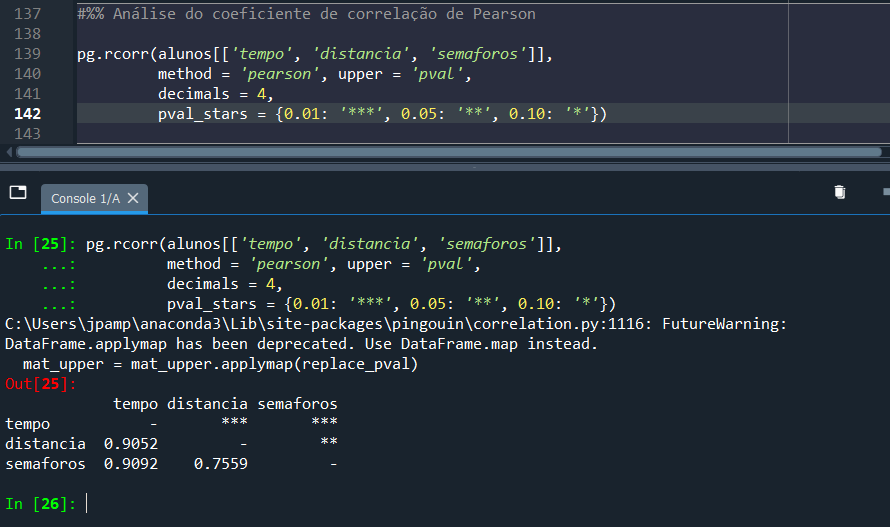 137 #%% Análise do coeficiente de correlação de Pearson
138
139 pg.rcorr(alunos[['tempo', 'distancia', 'semaforos']],
140 method = 'pearson', upper = 'pval',
141 decimals = 4,
142 pval_stars = {0.01: '***', 0.05: '**', 0.10: '*'})
143
Console 1/A
In [25]: pg.rcorr(alunos[['tempo', 'distancia', 'semaforos']],
...: method = 'pearson', upper = 'pval',
...: decimals = 4,
...: pval_stars = {0.01: '***', 0.05: '**', 0.10: '*'})
C:\Users\jpamp\anaconda3\Lib\site-packages\pingouin\correlation.py:1116: FutureWarning:
DataFrame.applymap has been deprecated. Use DataFrame.map instead.
mat_upper = mat_upper.applymap(replace_pval)
Out[25]:
tempo distancia semaforos
tempo - *** ***
distancia 0.9052 - **
semaforos 0.9092 0.7559 -
In [26]: